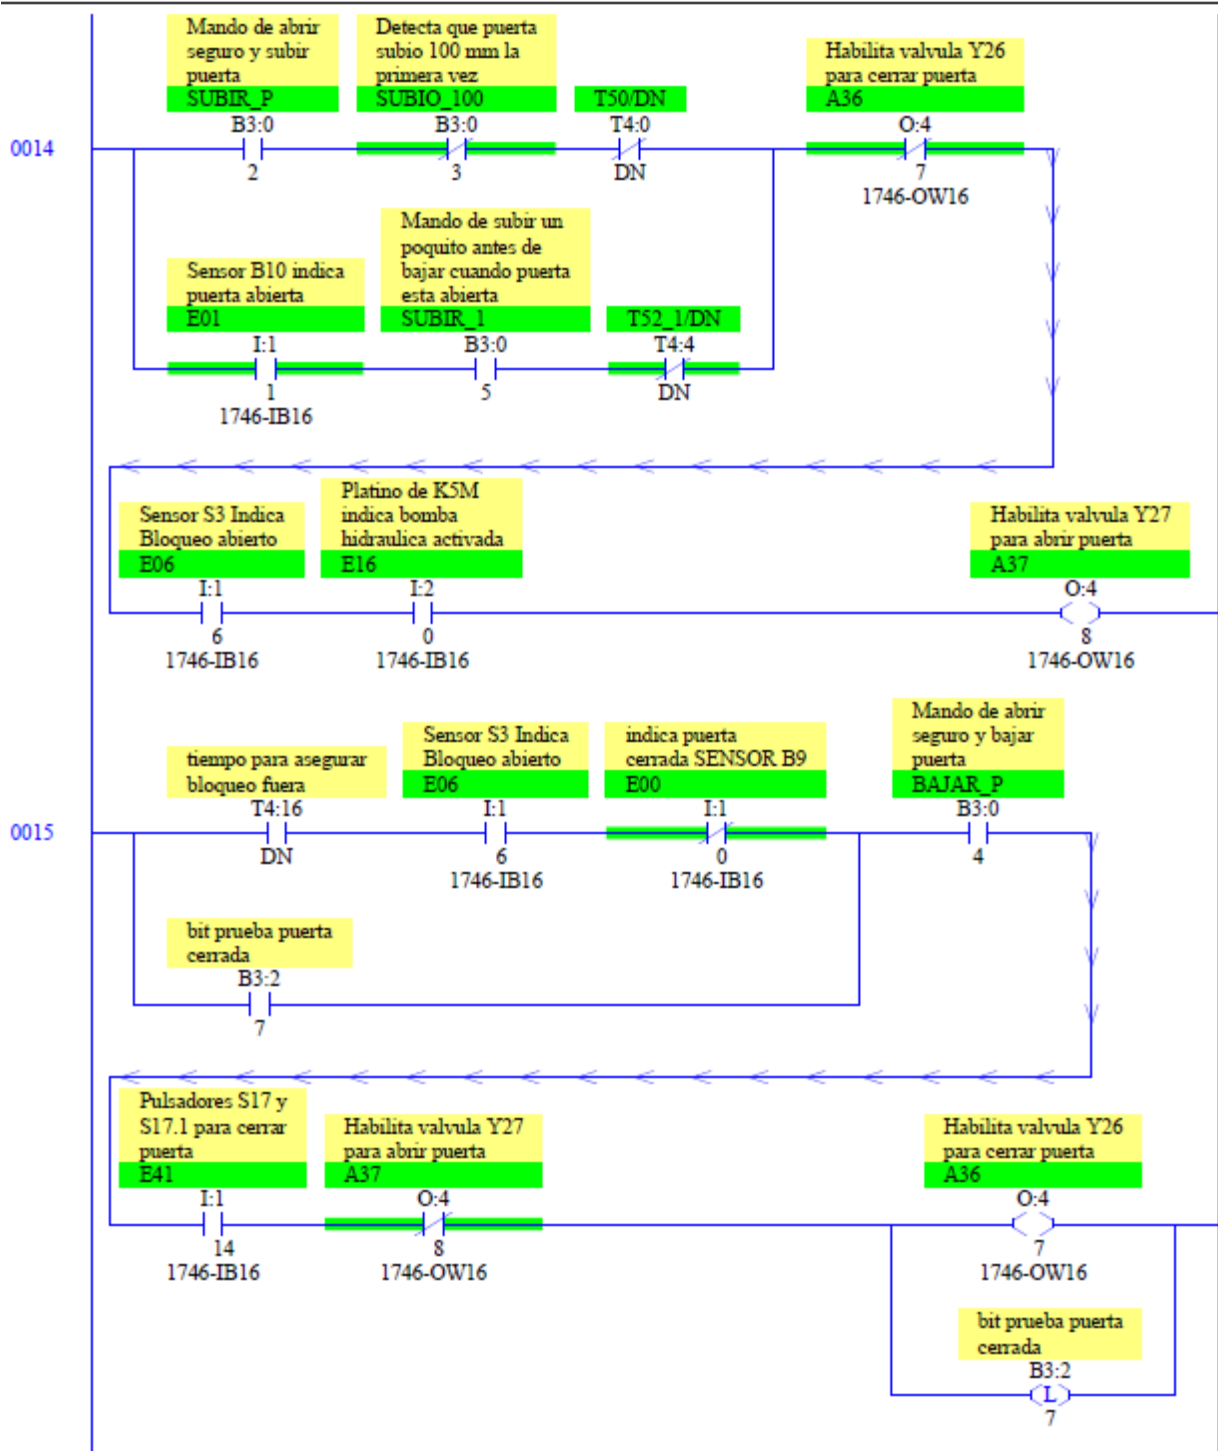 Mando de abrir
seguro y subir
puerta
SUBIR_P
B3:0
2
Detecta que puerta
subio 100 mm la
primera vez
SUBIO_100
B3:0
3
T50/DN
T4:0
DN
Habilita valvula Y26
para cerrar puerta
A36
O:4
7
1746-OW16
0014
Sensor B10 indica
puerta abierta
E01
I:1
1
1746-IB16
Mando de subir un
poquito antes de
bajar cuando puerta
esta abierta
SUBIR_1
B3:0
5
T52_1/DN
T4:4
DN
Sensor S3 Indica
Bloqueo abierto
E06
I:1
6
1746-IB16
Platino de K5M
indica bomba
hidraulica activada
E16
I:2
0
1746-IB16
Habilita valvula Y27
para abrir puerta
A37
O:4
8
1746-OW16
0015
tiempo para asegurar
bloqueo fuera
T4:16
DN
Sensor S3 Indica
Bloqueo abierto
E06
I:1
6
1746-IB16
indica puerta
cerrada SENSOR B9
E00
I:1
0
1746-IB16
Mando de abrir
seguro y bajar
puerta
BAJAR_P
B3:0
4
bit prueba puerta
cerrada
B3:2
7
Pulsadores S17 y
S17.1 para cerrar
puerta
E41
I:1
14
1746-IB16
Habilita valvula Y27
para abrir puerta
A37
O:4
8
1746-OW16
Habilita valvula Y26
para cerrar puerta
A36
O:4
7
1746-OW16
bit prueba puerta
cerrada
B3:2
L
7